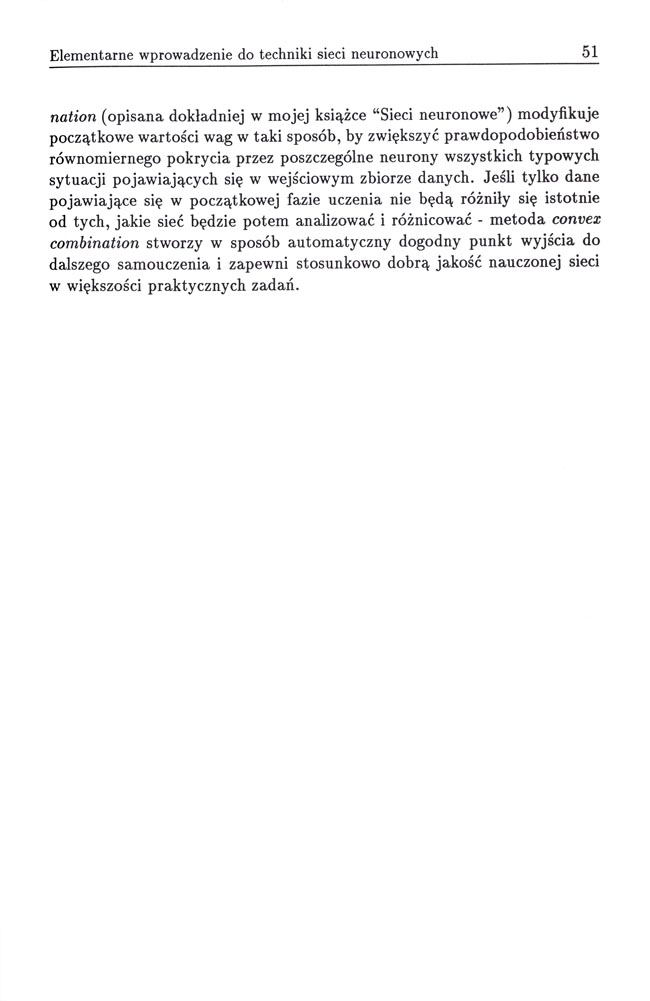 Elementarne wprowadzenie do techniki sieci neuronowych 51
nation (opisana dokładniej w mojej książce “Sieci neuronowe”) modyfikuje
początkowe wartości wag w taki sposób, by zwiększyć prawdopodobieństwo
równomiernego pokrycia przez poszczególne neurony wszystkich typowych
sytuacji pojawiających się w wejściowym zbiorze danych. Jeśli tylko dane
pojawiające się w początkowej fazie uczenia nie będą różniły się istotnie
od tych, jakie sieć będzie potem analizować i różnicować - metoda convex
combination stworzy w sposób automatyczny dogodny punkt wyjścia do
dalszego samouczenia i zapewni stosunkowo dobrą jakość nauczonej sieci
w większości praktycznych zadań.